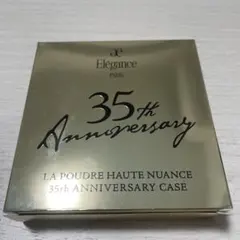 æ
Elégance
PARIS
35th
Anniversary
LA POUDRE HAUTE NUANCE
35th ANNIVERSARY CASE